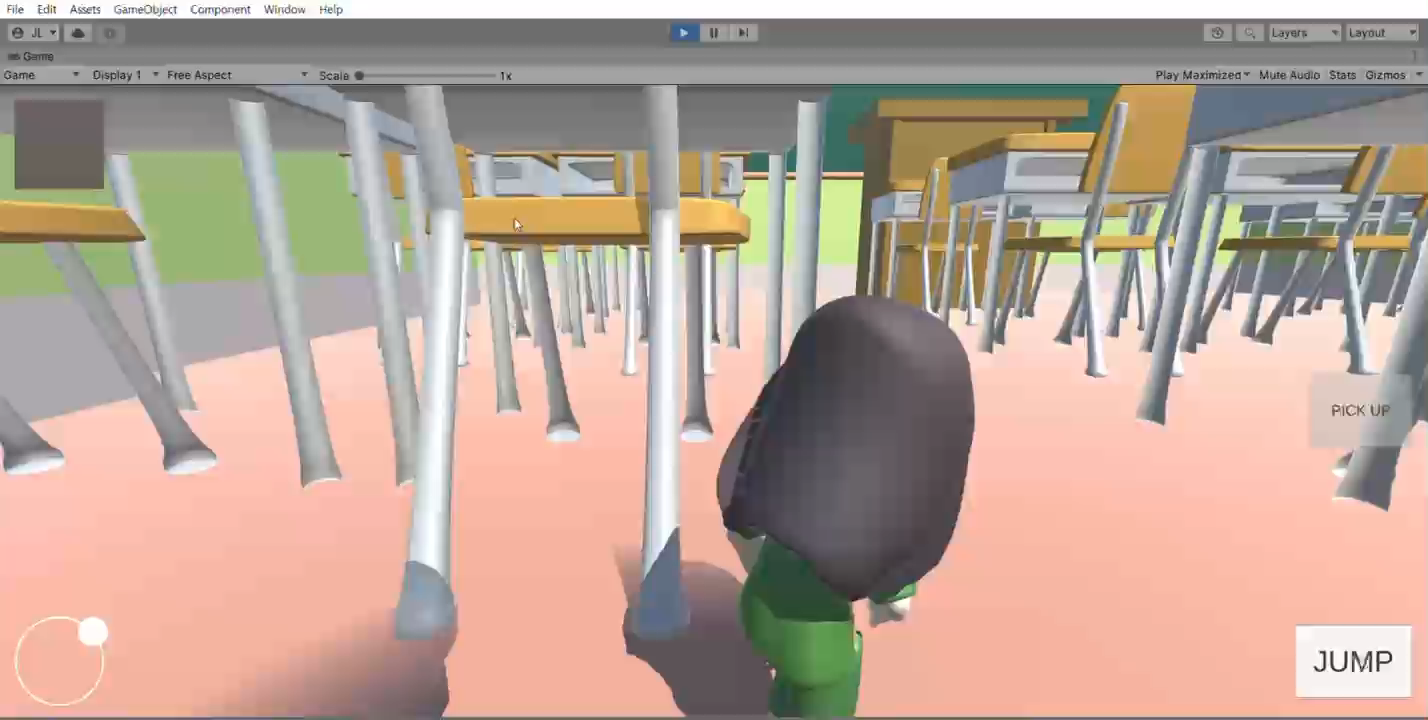 File Edit Assets GameObject Component Window Help
JL Layers Layout
Game
Game Display 1 Free Aspect Scale 1x Play Maximized Mute Audio Stats Gizmos
PICK UP
JUMP